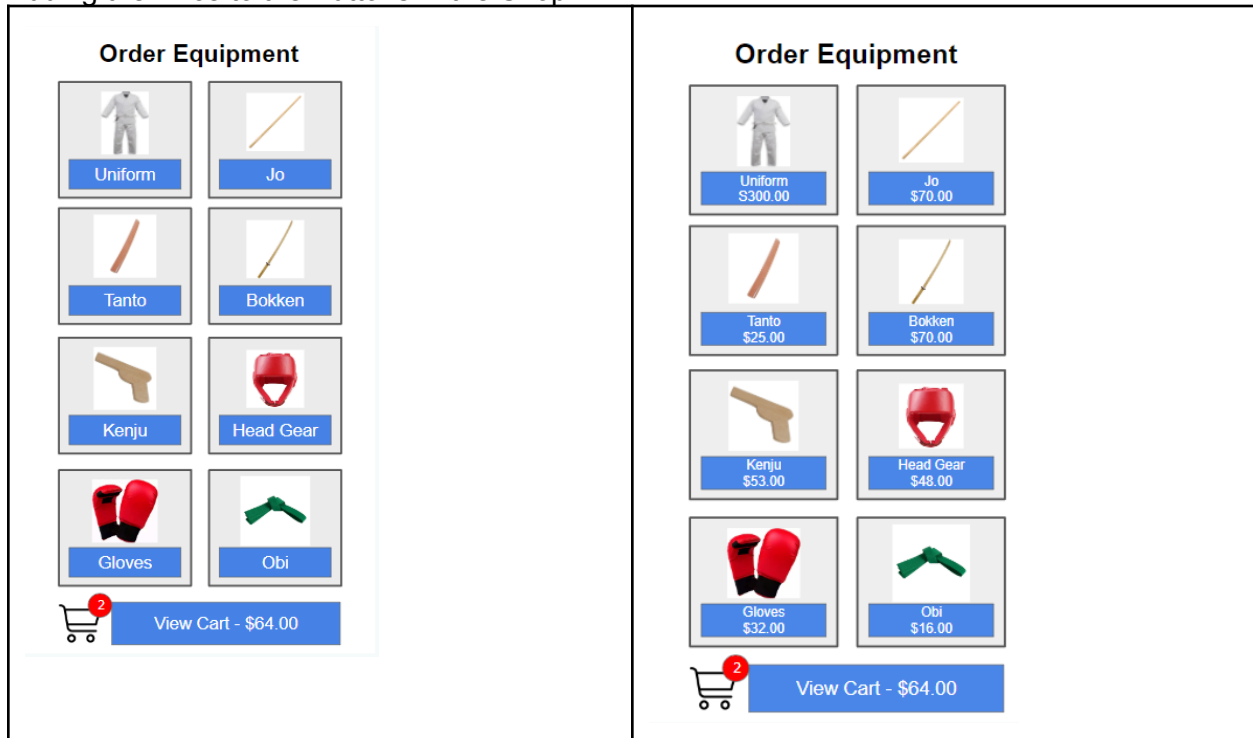 Order Equipment
Uniform
Jo
Tanto
Bokken
Kenju
Head Gear
Gloves
Obi
2
View Cart - $64.00
Order Equipment
Uniform
S300.00
Jo
$70.00
Tanto
$25.00
Bokken
$70.00
Kenju
$53.00
Head Gear
$48.00
Gloves
$32.00
Obi
$16.00
2
View Cart - $64.00